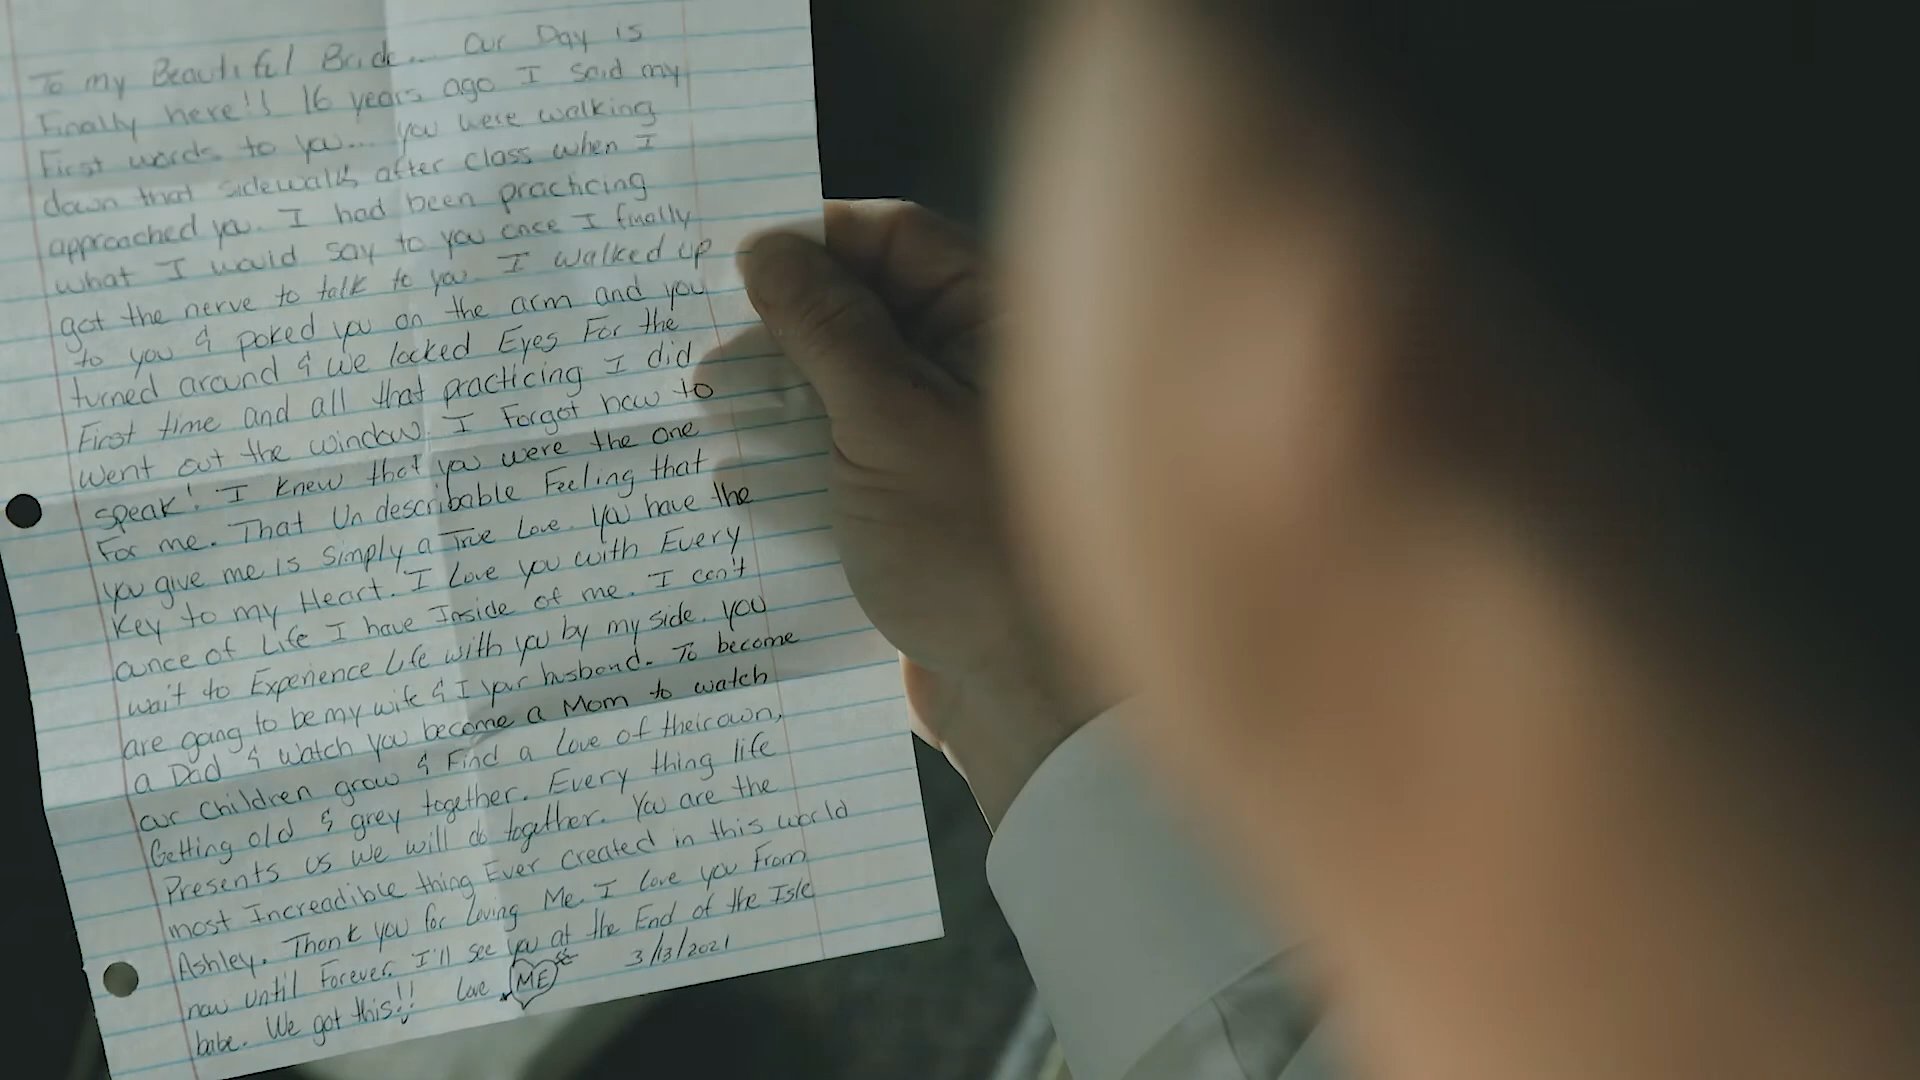 To my Beautiful Bride... Our Day is
Finally here!! 16 years ago I said my
First words to you... you were walking
down that sidewalk after class when I
approached you. I had been practicing
what I would say to you once I finally
got the nerve to talk to you. I walked up
to you & poked you on the arm and you
turned around & we locked Eyes For the
First time and all that practicing I did
went out the window. I Forgot how to
speak! I knew that you were the one
For me. That Undescribable Feeling that
you give me is simply a True Love. You have the
Key to my Heart. I Love you with Every
ounce of Life I have Inside of me. I can't
wait to Experience Life with you by my side. You
are going to be my wife & I your husband. To become
a Dad & watch you become a Mom to watch
our Children grow & Find a Love of their own,
Getting old & grey together. Every thing life
Presents us we will do together. You are the
most Increadible thing Ever created in this world
Ashley. Thank you for Loving Me. I Love you From
now until Forever. I'll see you at the End of the Isle
babe. We got this!! Love ME 3/13/2021